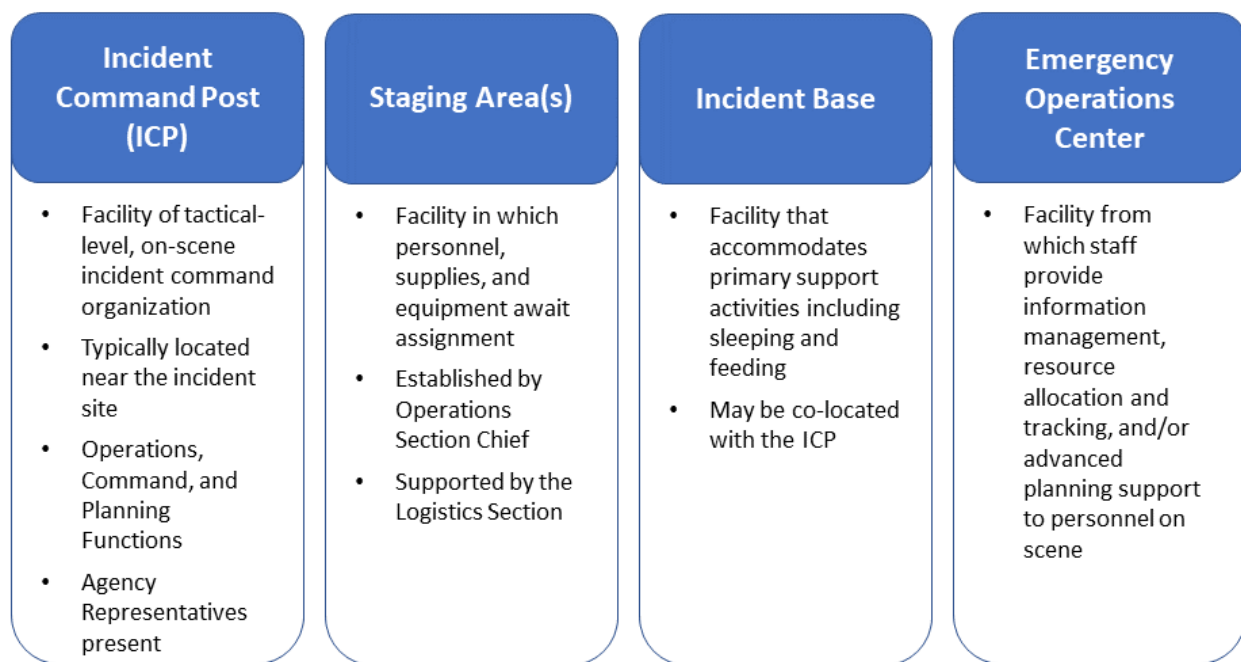 Incident
Command Post
(ICP)
• Facility of tactical-
level, on-scene
incident command
organization
• Typically located
near the incident
site
• Operations,
Command, and
Planning
Functions
• Agency
Representatives
present
Staging Area(s)
• Facility in which
personnel,
supplies, and
equipment await
assignment
• Established by
Operations
Section Chief
• Supported by the
Logistics Section
Incident Base
• Facility that
accommodates
primary support
activities including
sleeping and
feeding
• May be co-located
with the ICP
Emergency
Operations
Center
• Facility from
which staff
provide
information
management,
resource
allocation and
tracking, and/or
advanced
planning support
to personnel on
scene